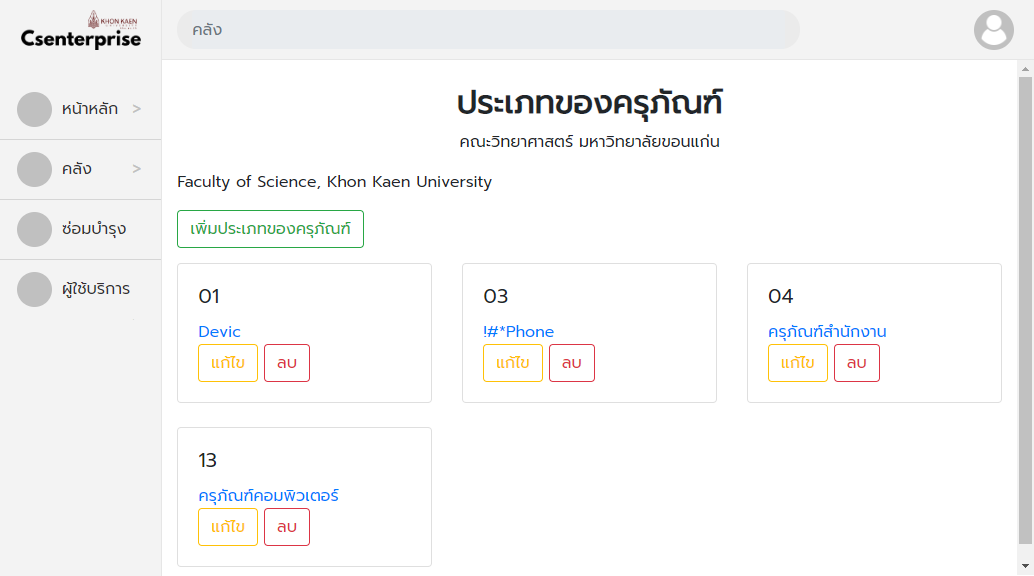 KHON KAEN
Csenterprise
คลัง
หน้าหลัก >
คลัง >
ซ่อมบำรุง
ผู้ใช้บริการ
ประเภทของครุภัณฑ์
คณะวิทยาศาสตร์ มหาวิทยาลัยขอนแก่น
Faculty of Science, Khon Kaen University
เพิ่มประเภทของครุภัณฑ์
01
Devic
แก้ไข ลบ
03
!#*Phone
แก้ไข ลบ
04
ครุภัณฑ์สำนักงาน
แก้ไข ลบ
13
ครุภัณฑ์คอมพิวเตอร์
แก้ไข ลบ